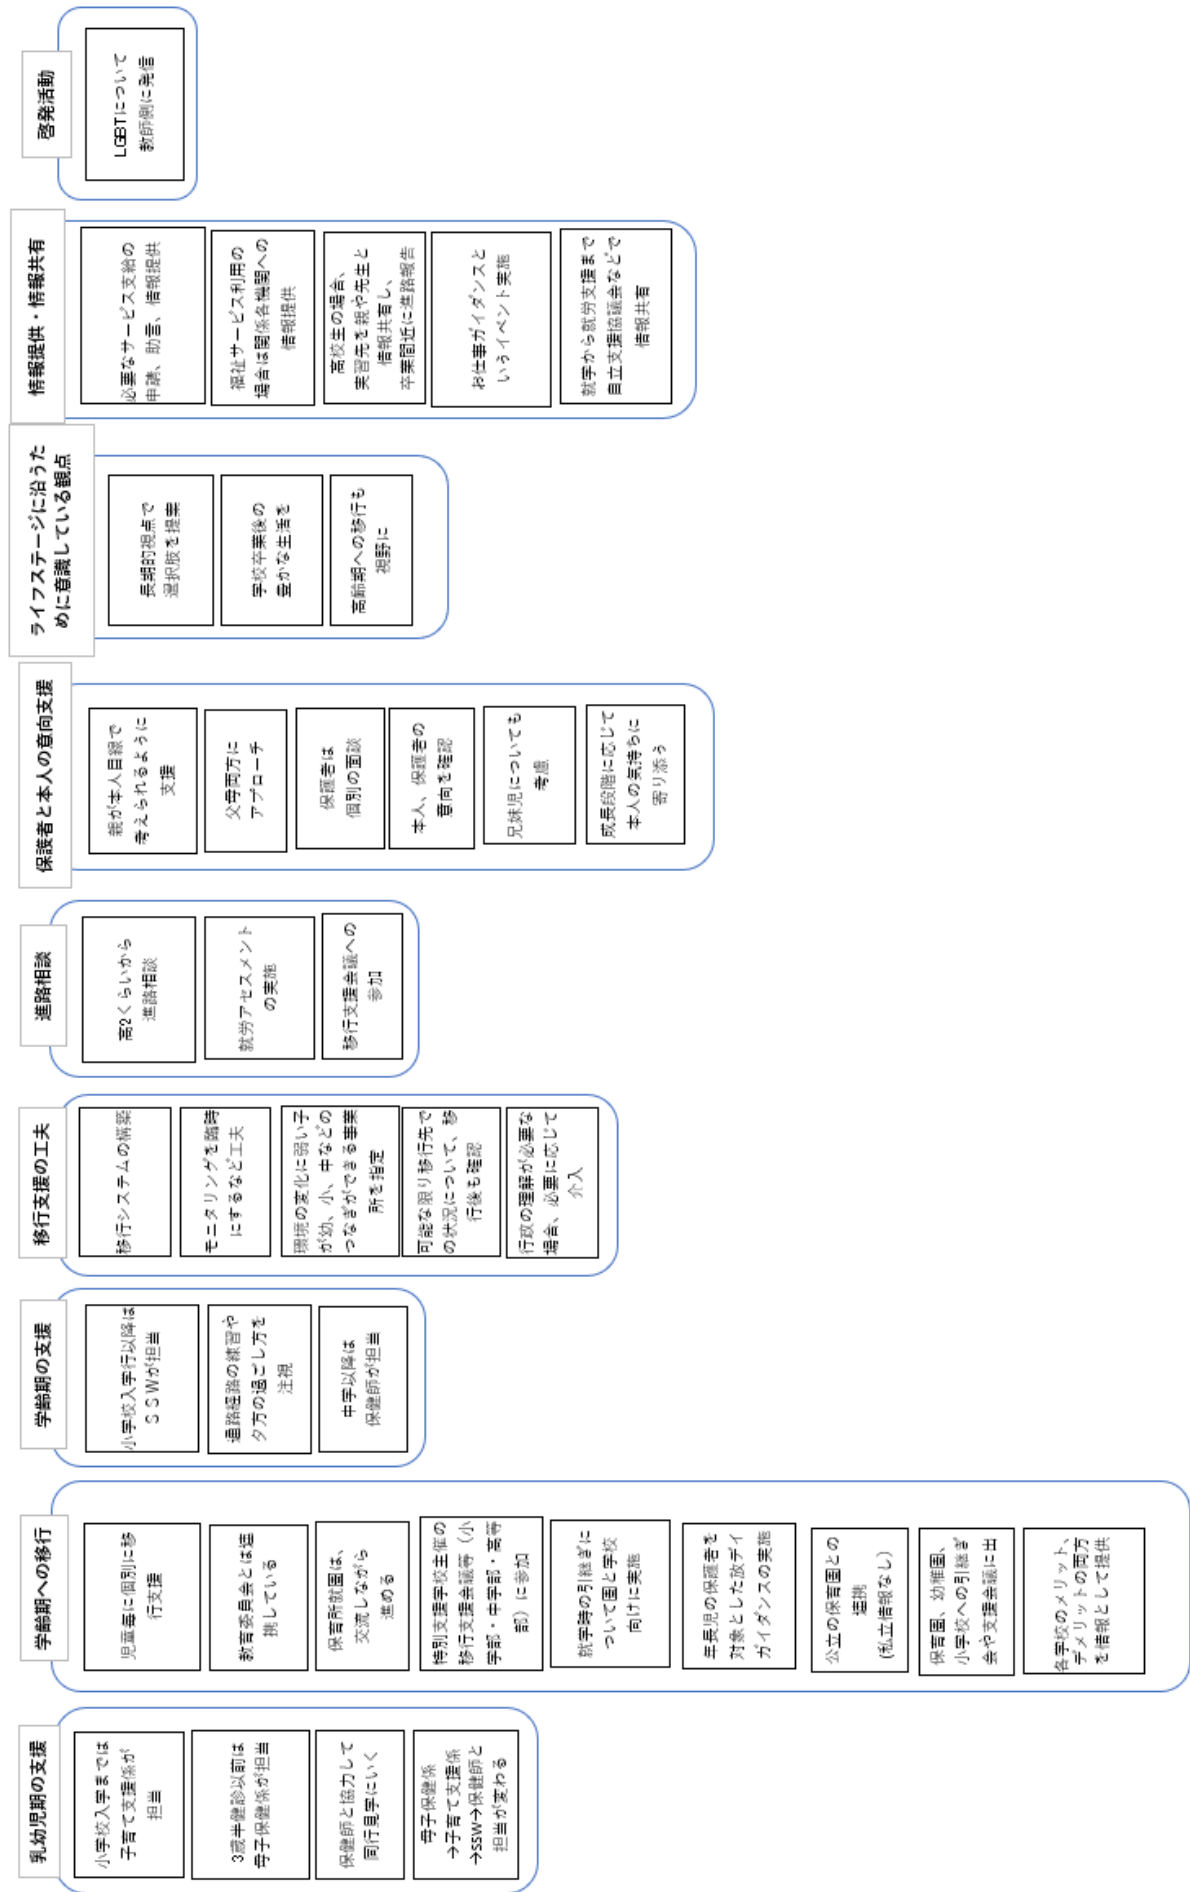 乳幼児期の支援
小学校入学までは
子育て支援係が
担当
3歳半健診以前は
母子保健係が担当
保健師と協力して
同行見学にいく
母子保健係
→子育て支援係
→SSW→保健師と
担当が変わる
学齢期への移行
児童毎に個別に移
行支援
教育委員会とは連
携している
保育所就園は、
交流しながら
進める
特別支援学校主催の
移行支援会議等（小
学部・中学部・高等
部）に参加
就学時の引継ぎに
ついて園と学校
向けに実施
年長児の保護者を
対象とした放デイ
ガイダンスの実施
公立の保育園との
連携
(私立情報なし)
保育園、幼稚園、
小学校への引継ぎ
会や支援会議に出
各学校のメリット、
デメリットの両方
を情報として提供
学齢期の支援
小学校入学行以降は
ＳＳＷが担当
通路経路の練習や
夕方の過ごし方を
注視
中学以降は
保健師が担当
移行支援の工夫
移行システムの構築
モニタリングを臨時
にするなど工夫
環境の変化に弱い子
が幼、小、中などの
つなぎができる事業
所を指定
可能な限り移行先で
の状況について、移
行後も確認
行政の理解が必要な
場合、必要に応じて
介入
進路相談
高2くらいから
進路相談
就労アセスメント
の実施
移行支援会議への
参加
保護者と本人の意向支援
親が本人目線で
考えられるように
支援
父母両方に
アプローチ
保護者は
個別の面談
本人、保護者の
意向を確認
兄妹児についても
考慮
成長段階に応じて
本人の気持ちに
寄り添う
ライフステージに沿うた
めに意識している観点
長期的視点で
選択肢を提案
学校卒業後の
豊かな生活を
高齢期への移行も
視野に
情報提供・情報共有
必要なサービス支給の
申請、助言、情報提供
福祉サービス利用の
場合は関係各機関への
情報提供
高校生の場合、
実習先を親や先生と
情報共有し、
卒業間近に進路報告
お仕事ガイダンスと
いうイベント実施
就学から就労支援まで
自立支援協議会などで
情報共有
啓発活動
LGBTについて
教師側に発信